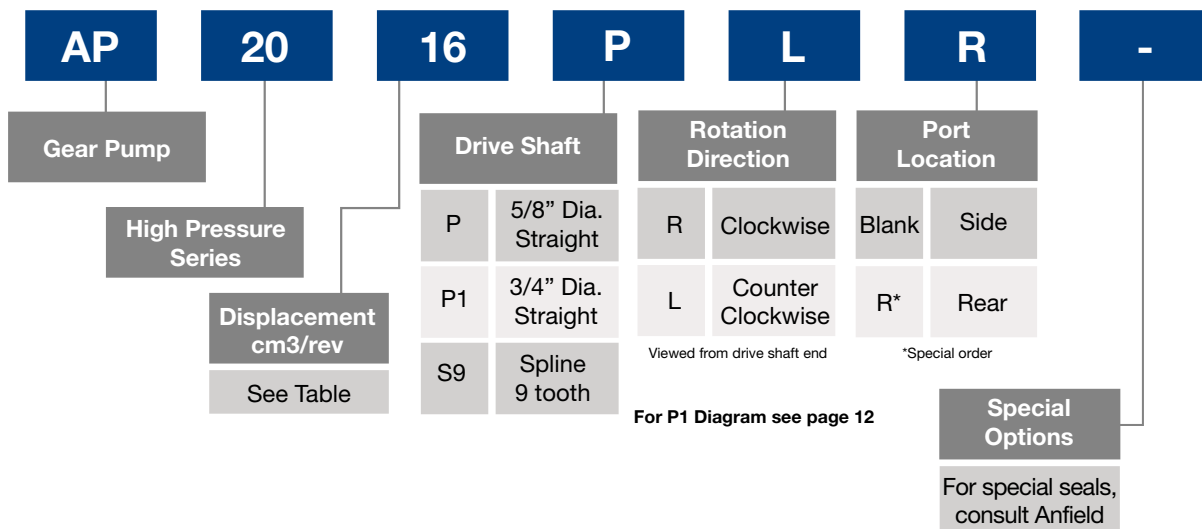 AP 20 16 P L R -
Gear Pump
High Pressure
Series
Displacement
cm3/rev
See Table
Drive Shaft
P 5/8” Dia.
Straight
P1 3/4” Dia.
Straight
S9 Spline
9 tooth
Rotation
Direction
R Clockwise
L Counter
Clockwise
Viewed from drive shaft end
Port
Location
Blank Side
R* Rear
*Special order
For P1 Diagram see page 12
Special
Options
For special seals,
consult Anfield